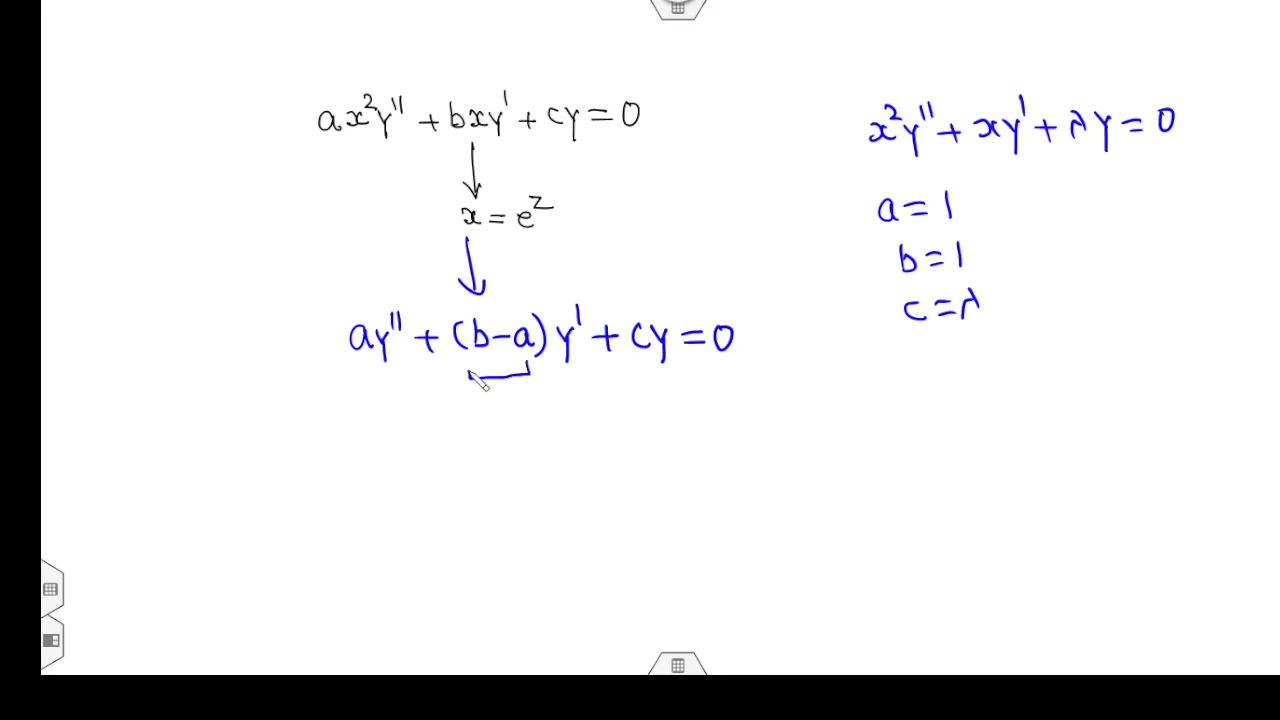 ax²y'' + bxy' + cy = 0
x = e^z
ay'' + (b-a)y' + cy = 0
x²y'' + xy' + λy = 0
a = 1
b = 1
c = λ